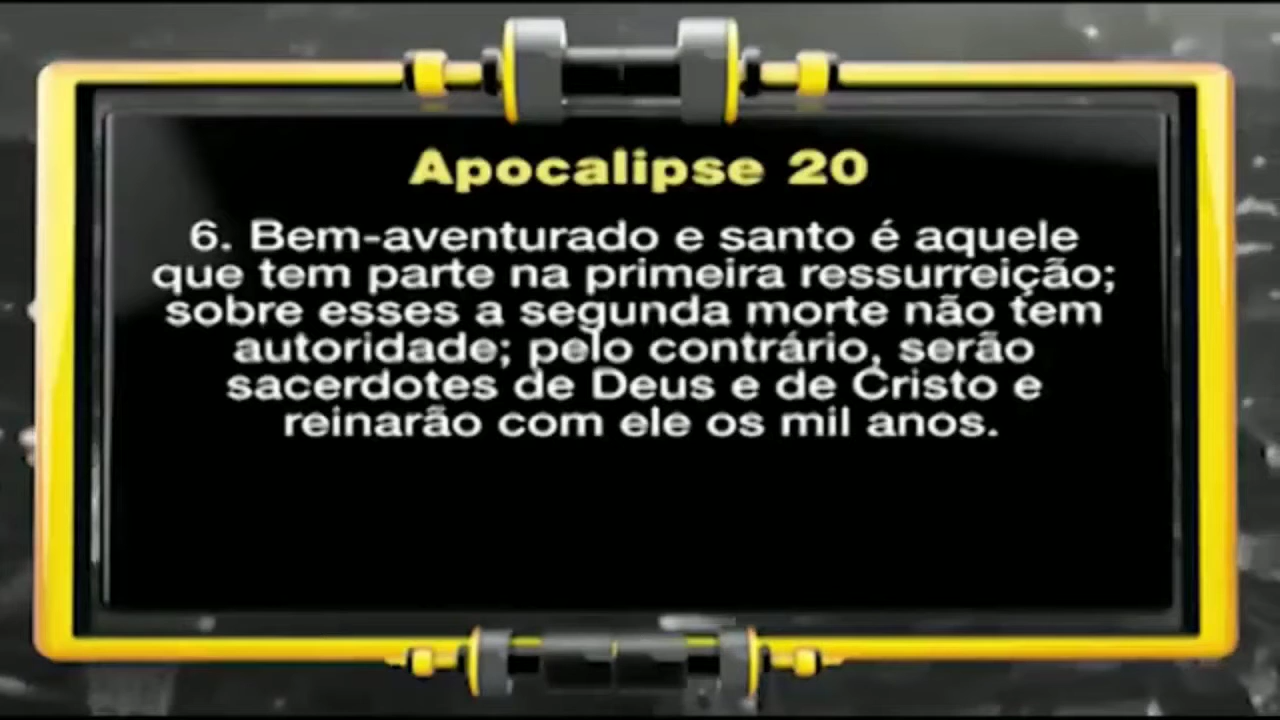 Apocalipse 20
6. Bem-aventurado e santo é aquele
que tem parte na primeira ressurreição;
sobre esses a segunda morte não tem
autoridade; pelo contrário, serão
sacerdotes de Deus e de Cristo e
reinarão com ele os mil anos.